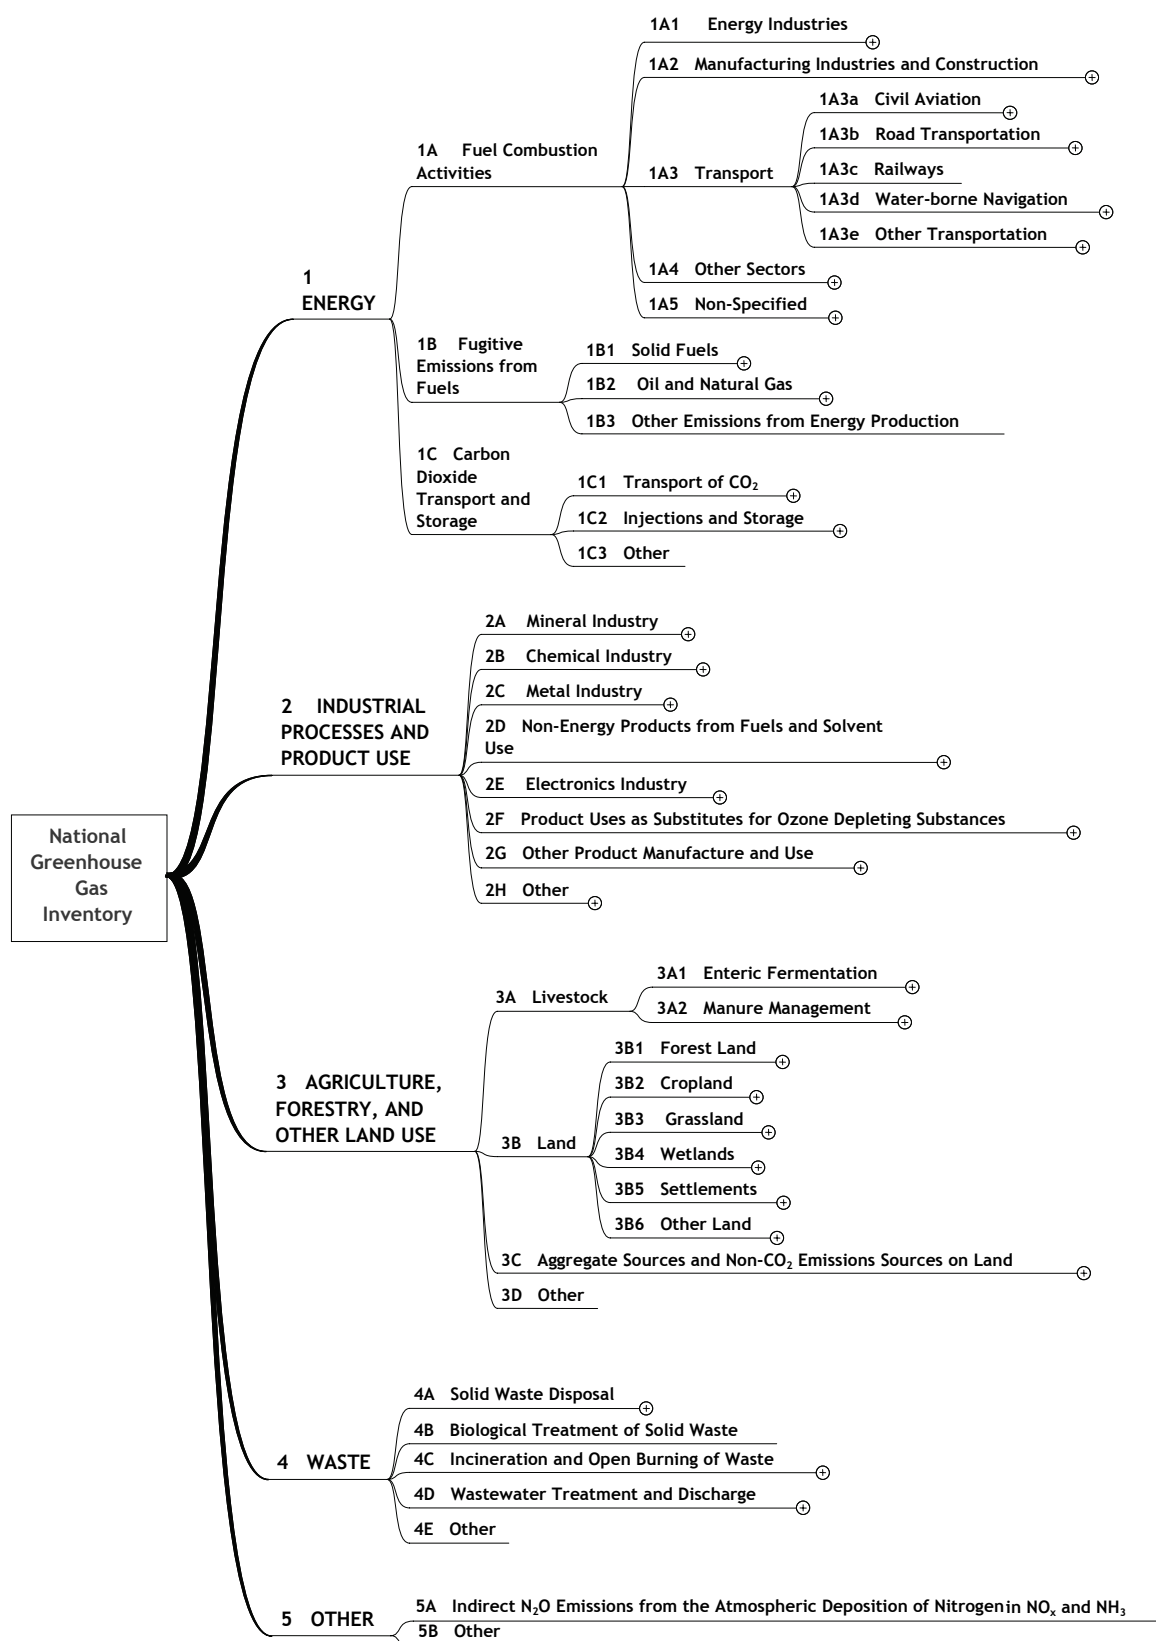 National
Greenhouse
Gas
Inventory
1
ENERGY
1A Fuel Combustion
Activities
1A1 Energy Industries
1A2 Manufacturing Industries and Construction
1A3 Transport
1A3a Civil Aviation
1A3b Road Transportation
1A3c Railways
1A3d Water-borne Navigation
1A3e Other Transportation
1A4 Other Sectors
1A5 Non-Specified
1B Fugitive
Emissions from
Fuels
1B1 Solid Fuels
1B2 Oil and Natural Gas
1B3 Other Emissions from Energy Production
1C Carbon
Dioxide
Transport and
Storage
1C1 Transport of CO₂
1C2 Injections and Storage
1C3 Other
2 INDUSTRIAL
PROCESSES AND
PRODUCT USE
2A Mineral Industry
2B Chemical Industry
2C Metal Industry
2D Non-Energy Products from Fuels and Solvent
Use
2E Electronics Industry
2F Product Uses as Substitutes for Ozone Depleting Substances
2G Other Product Manufacture and Use
2H Other
3 AGRICULTURE,
FORESTRY, AND
OTHER LAND USE
3A Livestock
3A1 Enteric Fermentation
3A2 Manure Management
3B Land
3B1 Forest Land
3B2 Cropland
3B3 Grassland
3B4 Wetlands
3B5 Settlements
3B6 Other Land
3C Aggregate Sources and Non-CO₂ Emissions Sources on Land
3D Other
4 WASTE
4A Solid Waste Disposal
4B Biological Treatment of Solid Waste
4C Incineration and Open Burning of Waste
4D Wastewater Treatment and Discharge
4E Other
5 OTHER
5A Indirect N₂O Emissions from the Atmospheric Deposition of Nitrogen in NOₓ and NH₃
5B Other